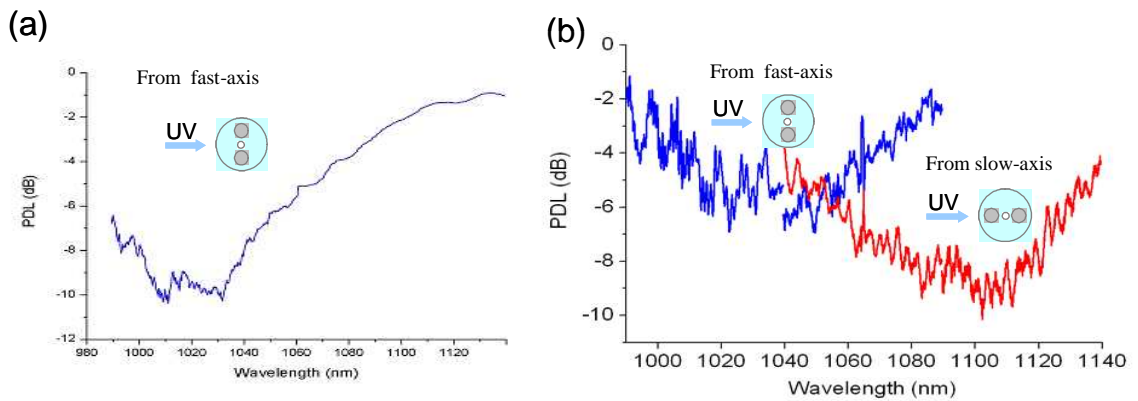 (a)
From fast-axis
UV
PDL (dB)
0
-2
-4
-6
-8
-10
-12
980
1000
1020
1040
1060
1080
1100
1120
Wavelength (nm)
(b)
From fast-axis
UV
From slow-axis
UV
PDL (dB)
0
-2
-4
-6
-8
-10
1000
1020
1040
1060
1080
1100
1120
1140
Wavelength (nm)